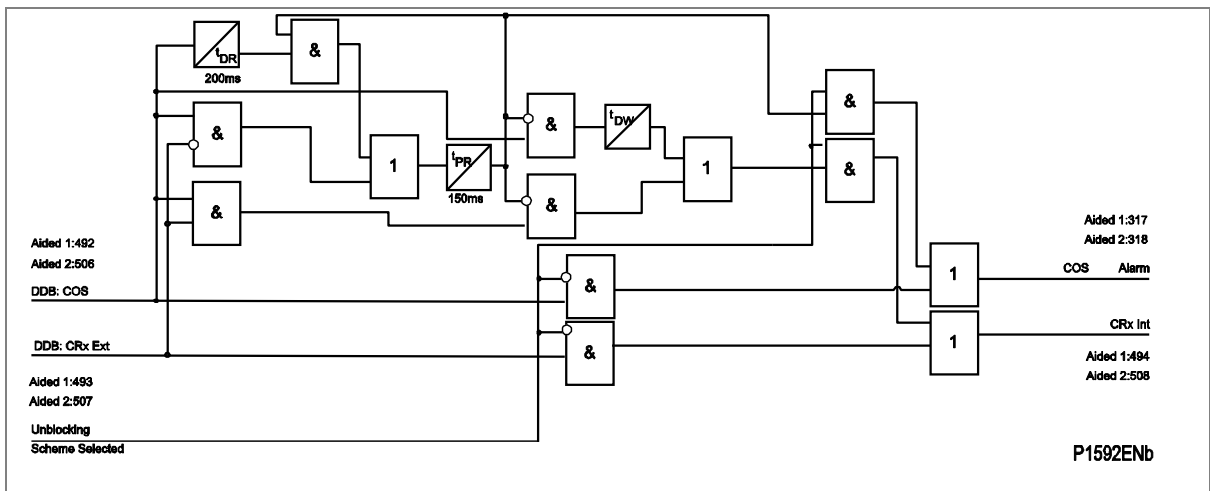 tDR
200ms
&
&
&
tDW
&
1
tPR
150ms
1
&
&
&
Aided 1:492
Aided 2:506
DDB: COS
Aided 1:317
Aided 2:318
COS Alarm
&
1
DDB: CRx Ext
&
1
CRx Int
Aided 1:493
Aided 2:507
Aided 1:494
Aided 2:508
Unblocking
Scheme Selected
P1592ENb